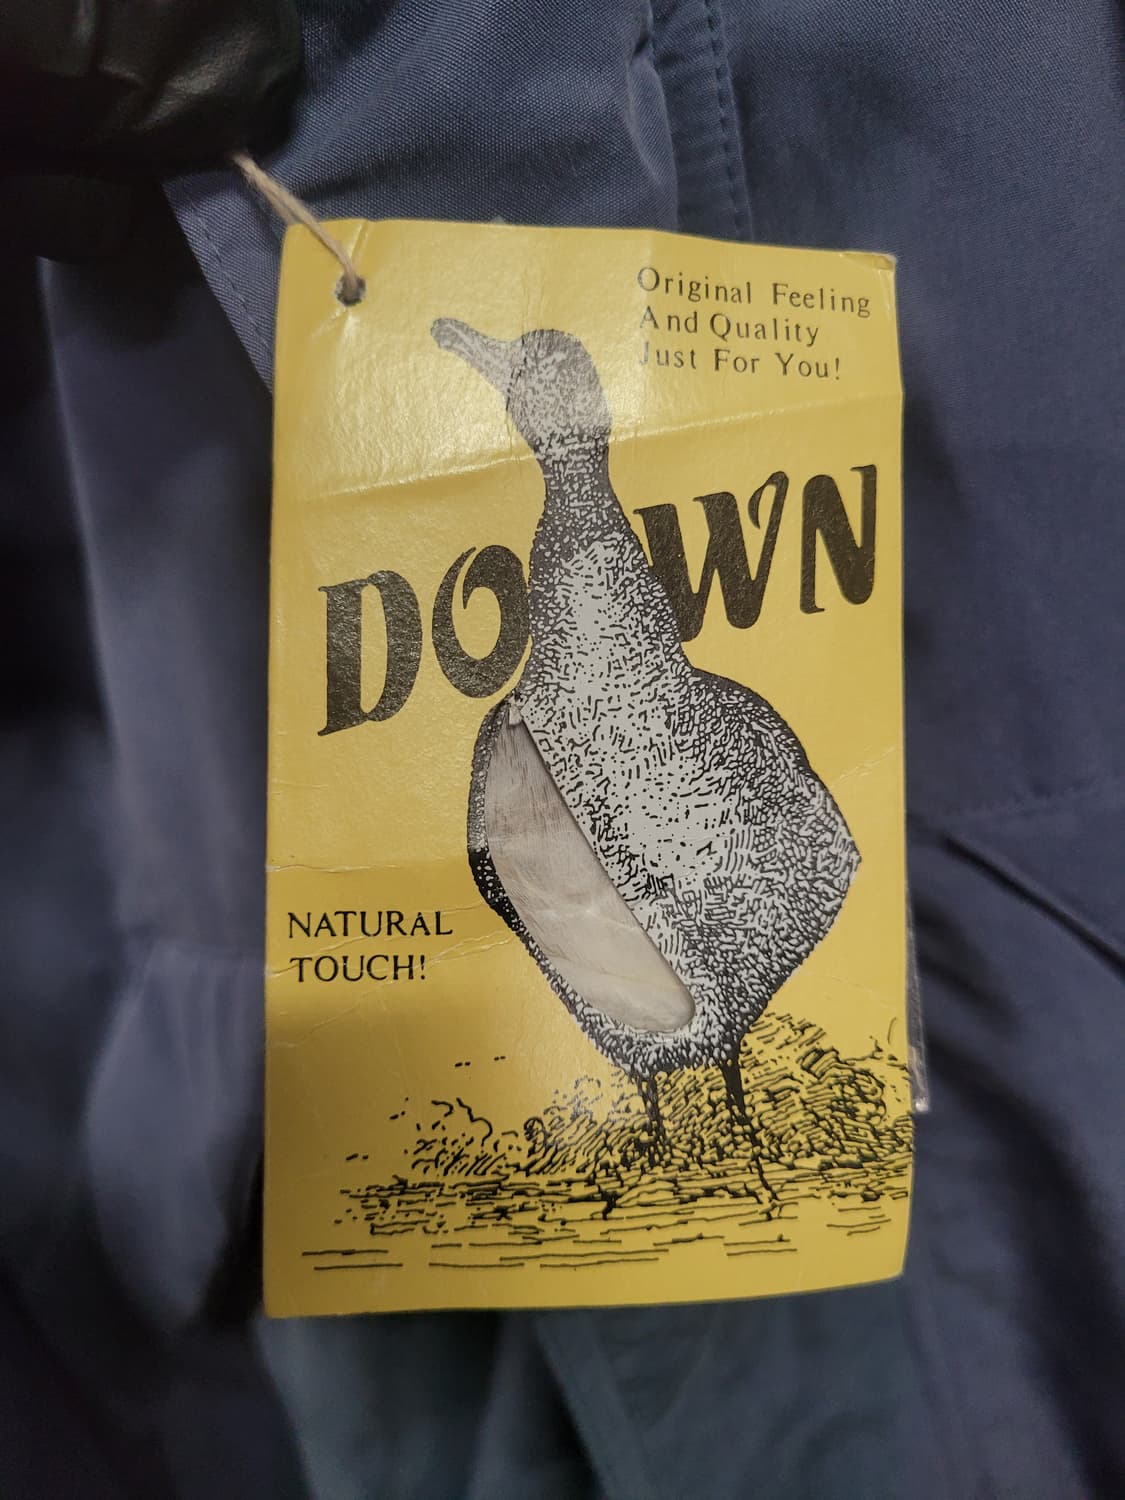 Original Feeling
And Quality
Just For You!
DOWN
NATURAL
TOUCH!